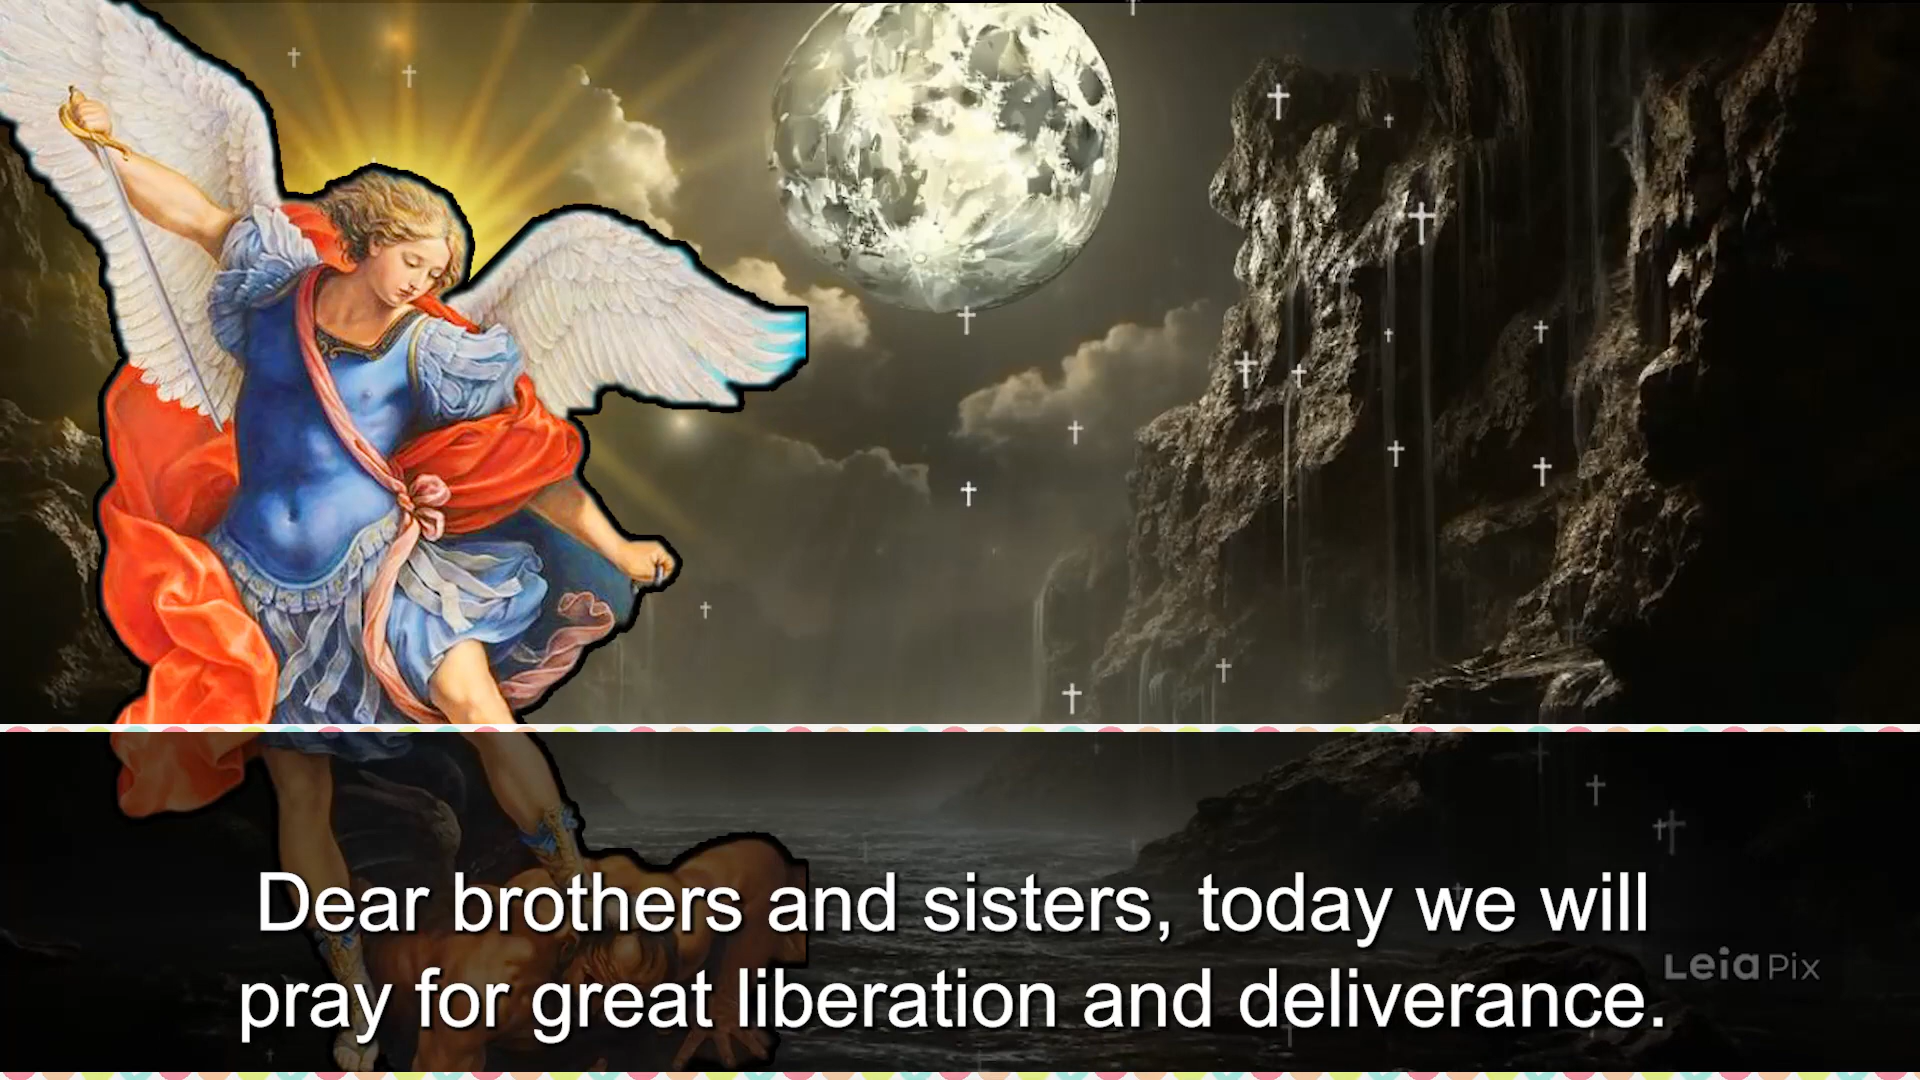 Dear brothers and sisters, today we will
LeiaPix
pray for great liberation and deliverance.